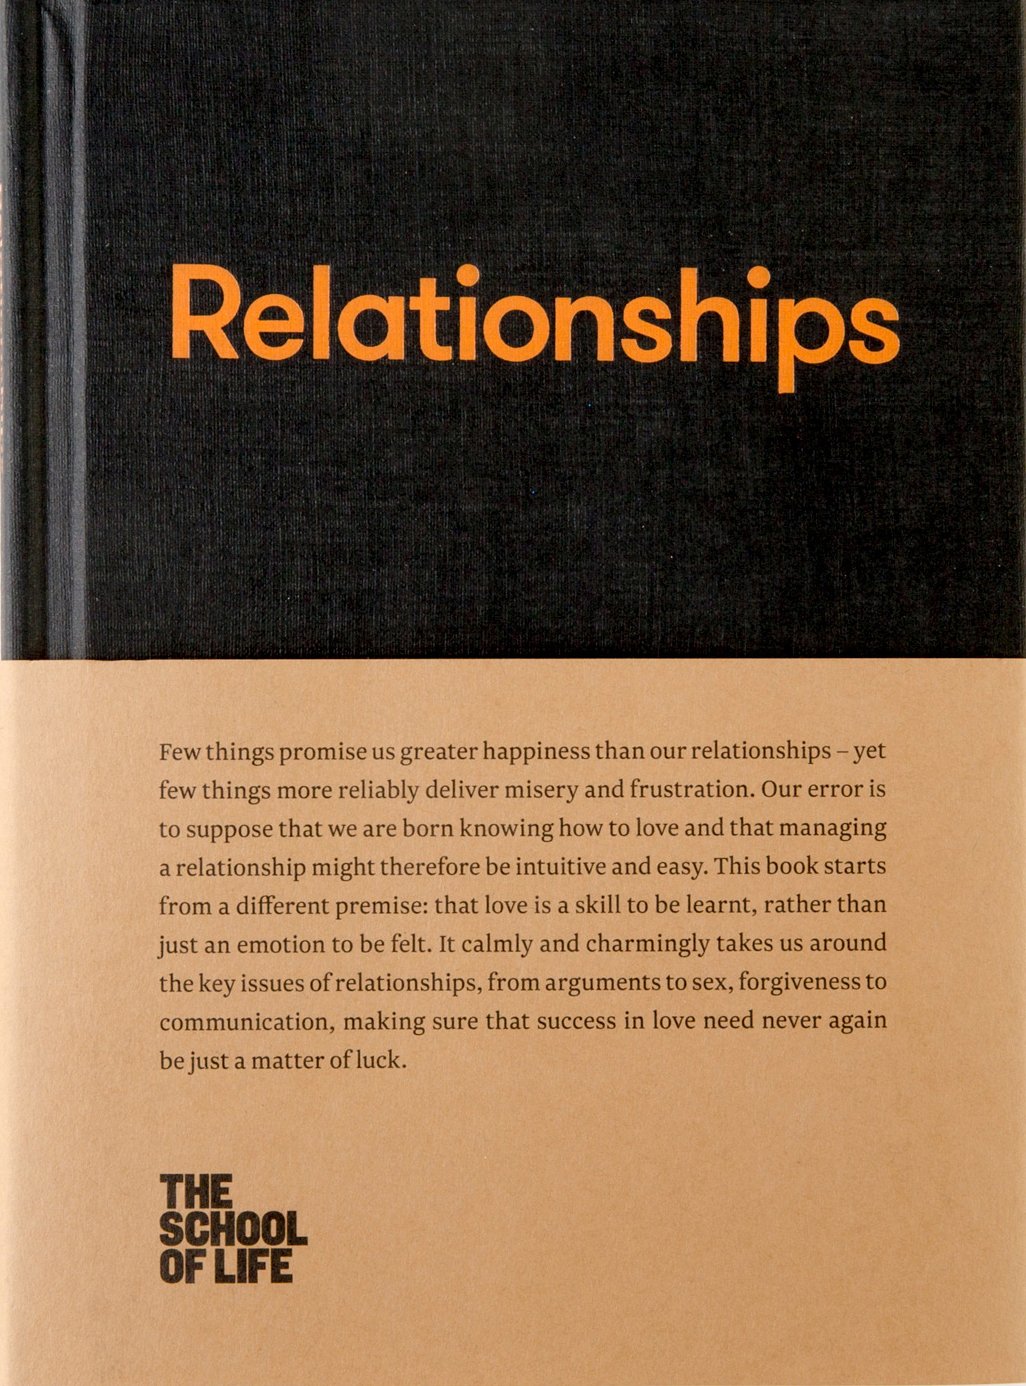 Relationships
Few things promise us greater happiness than our relationships – yet
few things more reliably deliver misery and frustration. Our error is
to suppose that we are born knowing how to love and that managing
a relationship might therefore be intuitive and easy. This book starts
from a different premise: that love is a skill to be learnt, rather than
just an emotion to be felt. It calmly and charmingly takes us around
the key issues of relationships, from arguments to sex, forgiveness to
communication, making sure that success in love need never again
be just a matter of luck.
THE
SCHOOL
OF LIFE